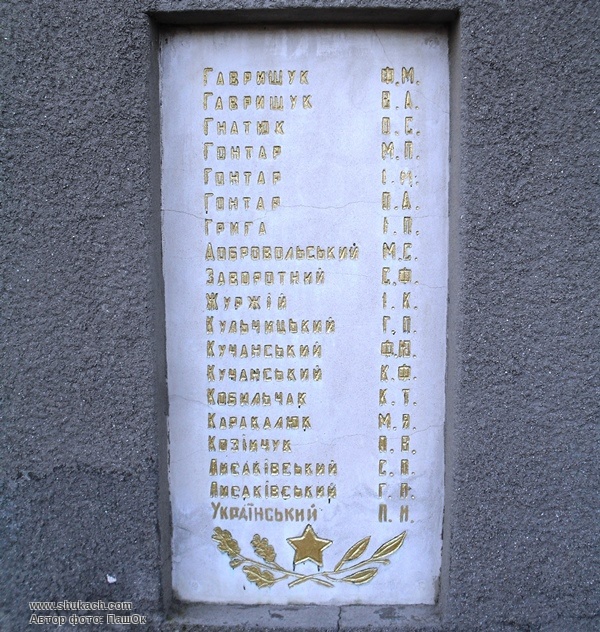 Гаврищук Ф.М.
Гаврищук В.А.
Гнатюк О.С.
Гонтар М.П.
Гонтар І.М.
Гонтар П.А.
Грига І.П.
Добровольський М.С.
Заворотний С.Ф.
Журжій І.К.
Кульчицький Г.П.
Кучанський Ф.Ю.
Кучанський К.Ф.
Кобильчак К.Т.
Каракалюк М.Я.
Козійчук В.
Лисаківський С.П.
Лисаківський Г.
Український П.И.
www.shukach.com
Автор фото: ПашОк